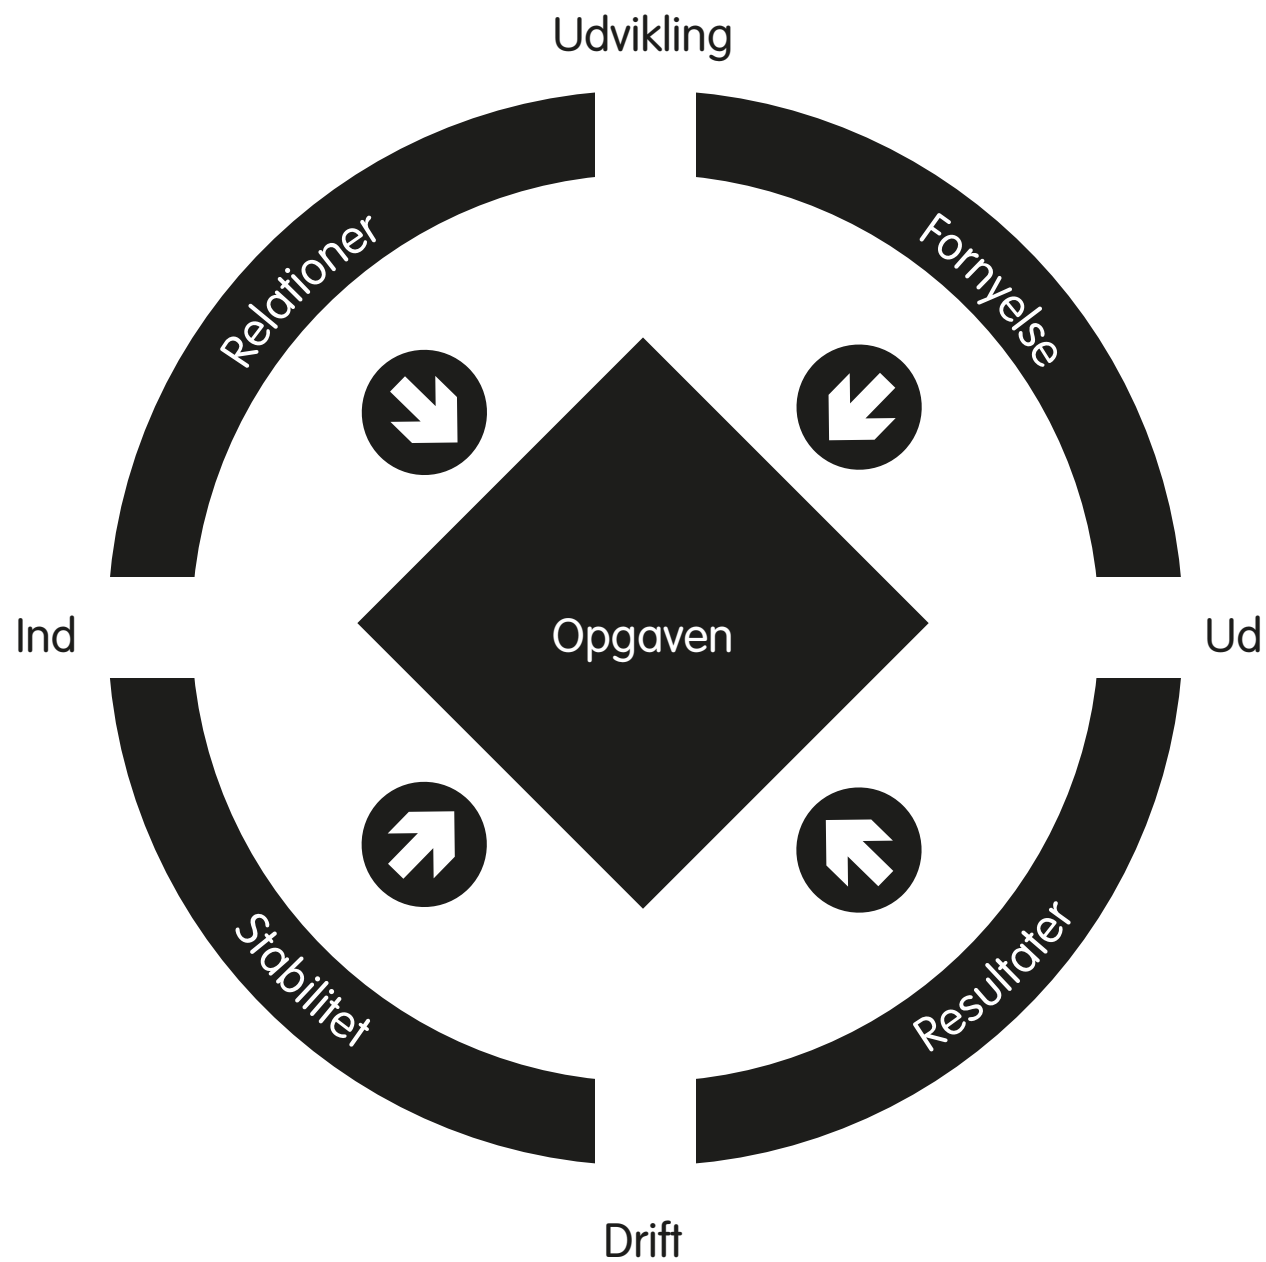 Udvikling
Relationer
Fornyelse
Ind
Opgaven
Ud
Stabilitet
Resultater
Drift